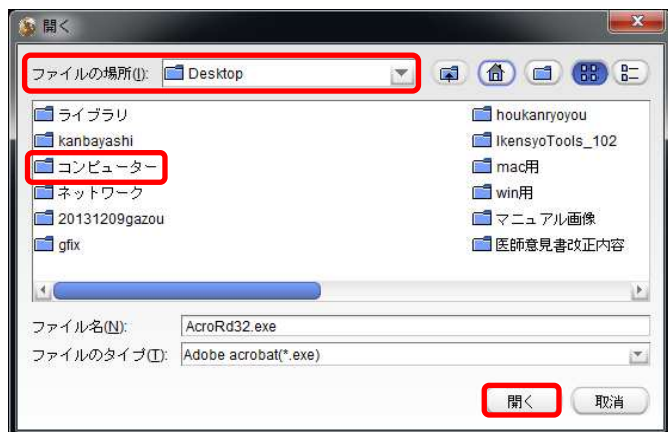 開く
ファイルの場所(I): Desktop
ライブラリ
kanbayashi
コンピューター
ネットワーク
20131209gazou
gfix
houkanryoyou
IkensyoTools_102
mac用
win用
マニュアル画像
医師意見書改正内容
ファイル名(N): AcroRd32.exe
ファイルのタイプ(T): Adobe acrobat(*.exe)
開く 取消